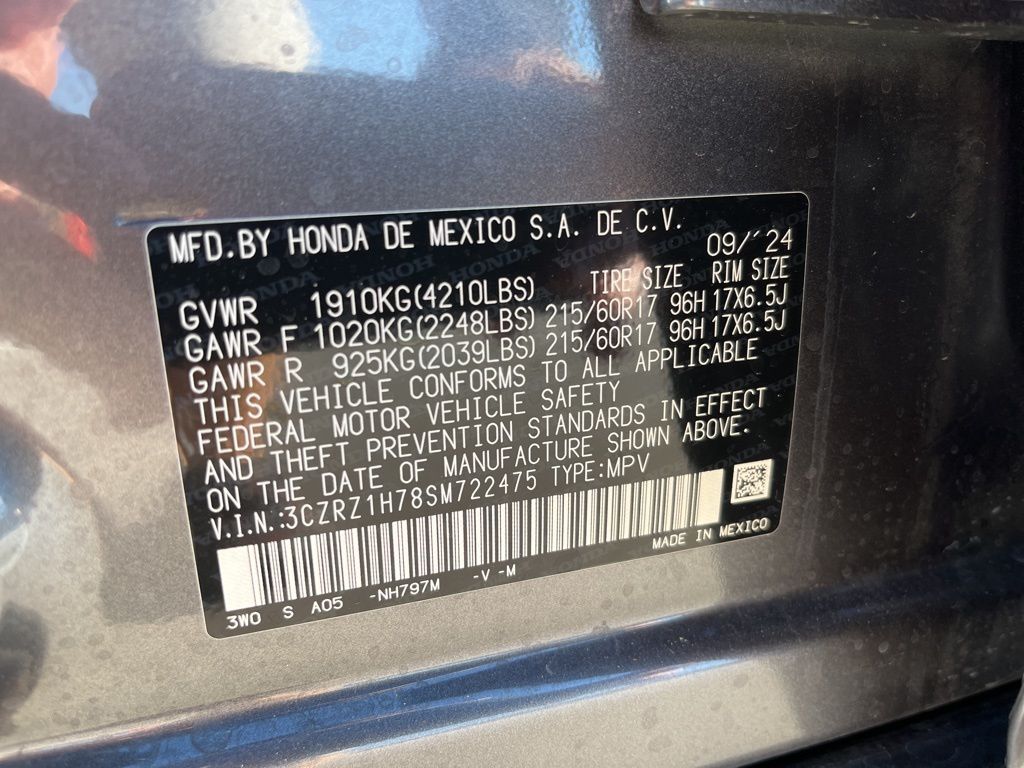 MFD.BY HONDA DE MEXICO S.A. DE C.V. 09/´24
TIRE SIZE RIM SIZE
GVWR 1910KG(4210LBS)
GAWR F 1020KG(2248LBS) 215/60R17 96H 17X6.5J
GAWR R 925KG(2039LBS) 215/60R17 96H 17X6.5J
THIS VEHICLE CONFORMS TO ALL APPLICABLE
FEDERAL MOTOR VEHICLE SAFETY
AND THEFT PREVENTION STANDARDS IN EFFECT
ON THE DATE OF MANUFACTURE SHOWN ABOVE.
V.I.N.:3CZRZ1H78SM722475 TYPE:MPV
MADE IN MEXICO
3W0 S A05 -NH797M -V -M